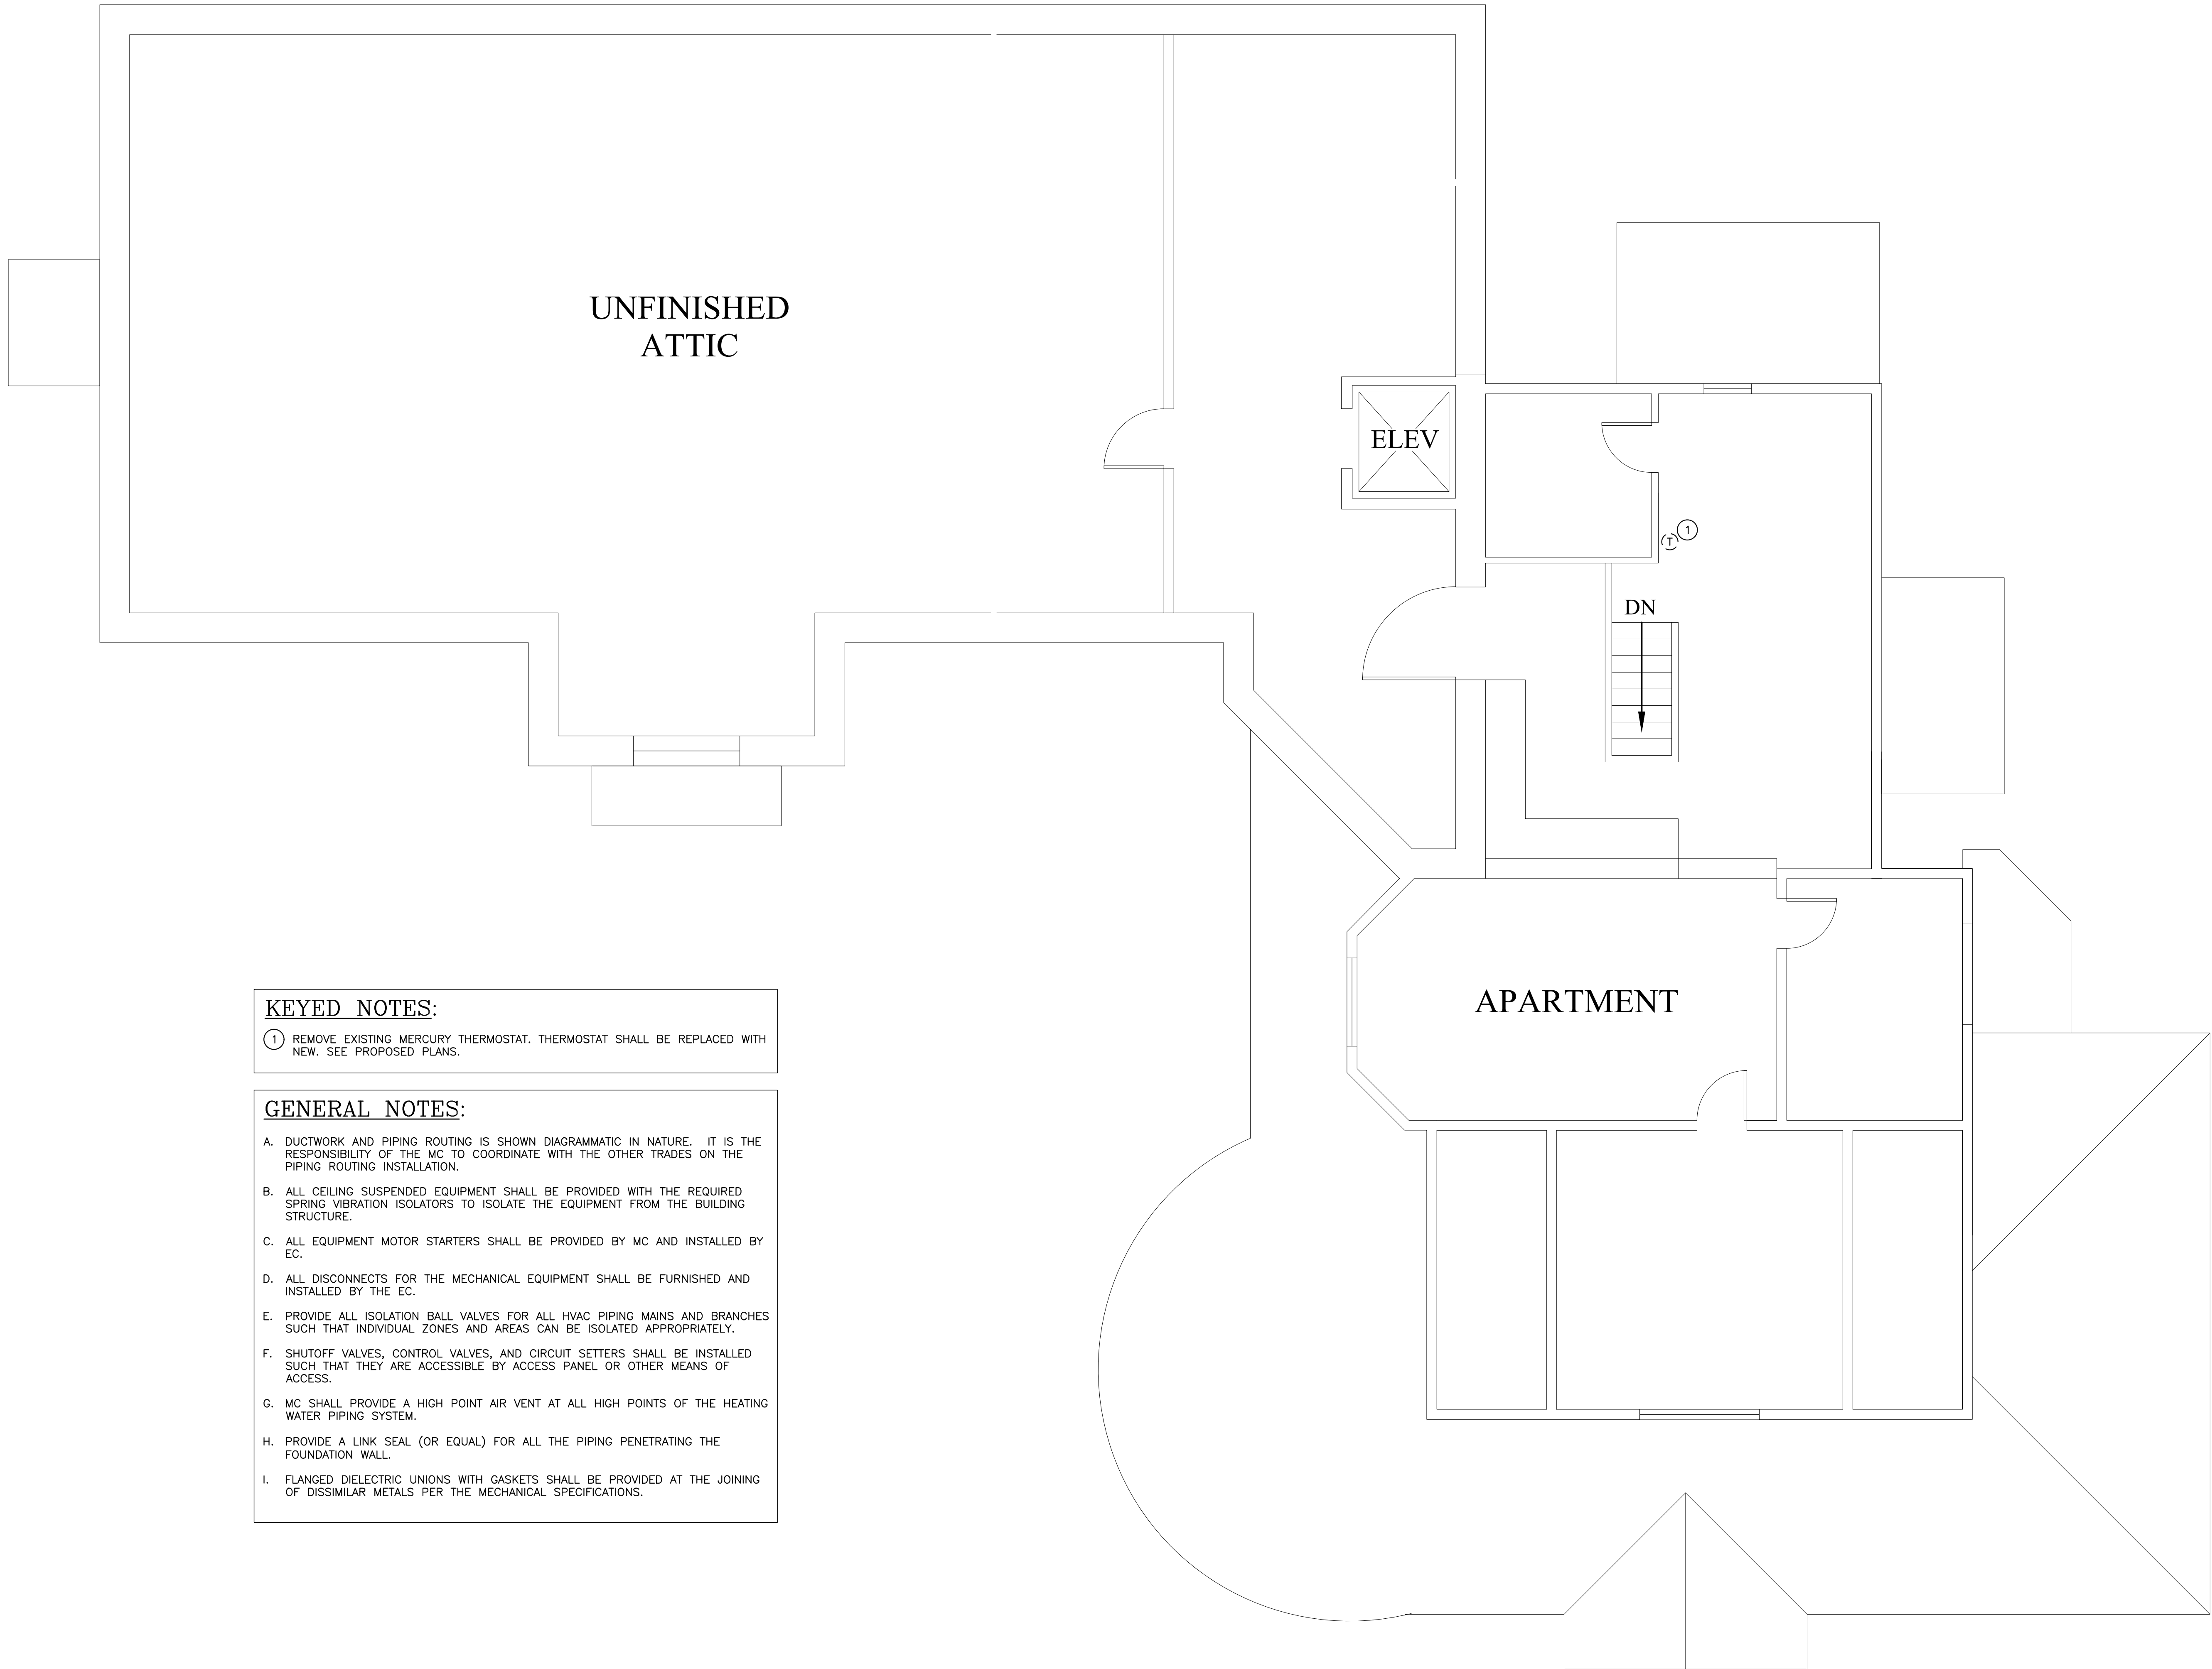 UNFINISHED
ATTIC
ELEV
1
T
DN
APARTMENT
KEYED NOTES:
1 REMOVE EXISTING MERCURY THERMOSTAT. THERMOSTAT SHALL BE REPLACED WITH
NEW. SEE PROPOSED PLANS.
GENERAL NOTES:
A. DUCTWORK AND PIPING ROUTING IS SHOWN DIAGRAMMATIC IN NATURE. IT IS THE
RESPONSIBILITY OF THE MC TO COORDINATE WITH THE OTHER TRADES ON THE
PIPING ROUTING INSTALLATION.
B. ALL CEILING SUSPENDED EQUIPMENT SHALL BE PROVIDED WITH THE REQUIRED
SPRING VIBRATION ISOLATORS TO ISOLATE THE EQUIPMENT FROM THE BUILDING
STRUCTURE.
C. ALL EQUIPMENT MOTOR STARTERS SHALL BE PROVIDED BY MC AND INSTALLED BY
EC.
D. ALL DISCONNECTS FOR THE MECHANICAL EQUIPMENT SHALL BE FURNISHED AND
INSTALLED BY THE EC.
E. PROVIDE ALL ISOLATION BALL VALVES FOR ALL HVAC PIPING MAINS AND BRANCHES
SUCH THAT INDIVIDUAL ZONES AND AREAS CAN BE ISOLATED APPROPRIATELY.
F. SHUTOFF VALVES, CONTROL VALVES, AND CIRCUIT SETTERS SHALL BE INSTALLED
SUCH THAT THEY ARE ACCESSIBLE BY ACCESS PANEL OR OTHER MEANS OF
ACCESS.
G. MC SHALL PROVIDE A HIGH POINT AIR VENT AT ALL HIGH POINTS OF THE HEATING
WATER PIPING SYSTEM.
H. PROVIDE A LINK SEAL (OR EQUAL) FOR ALL THE PIPING PENETRATING THE
FOUNDATION WALL.
I. FLANGED DIELECTRIC UNIONS WITH GASKETS SHALL BE PROVIDED AT THE JOINING
OF DISSIMILAR METALS PER THE MECHANICAL SPECIFICATIONS.